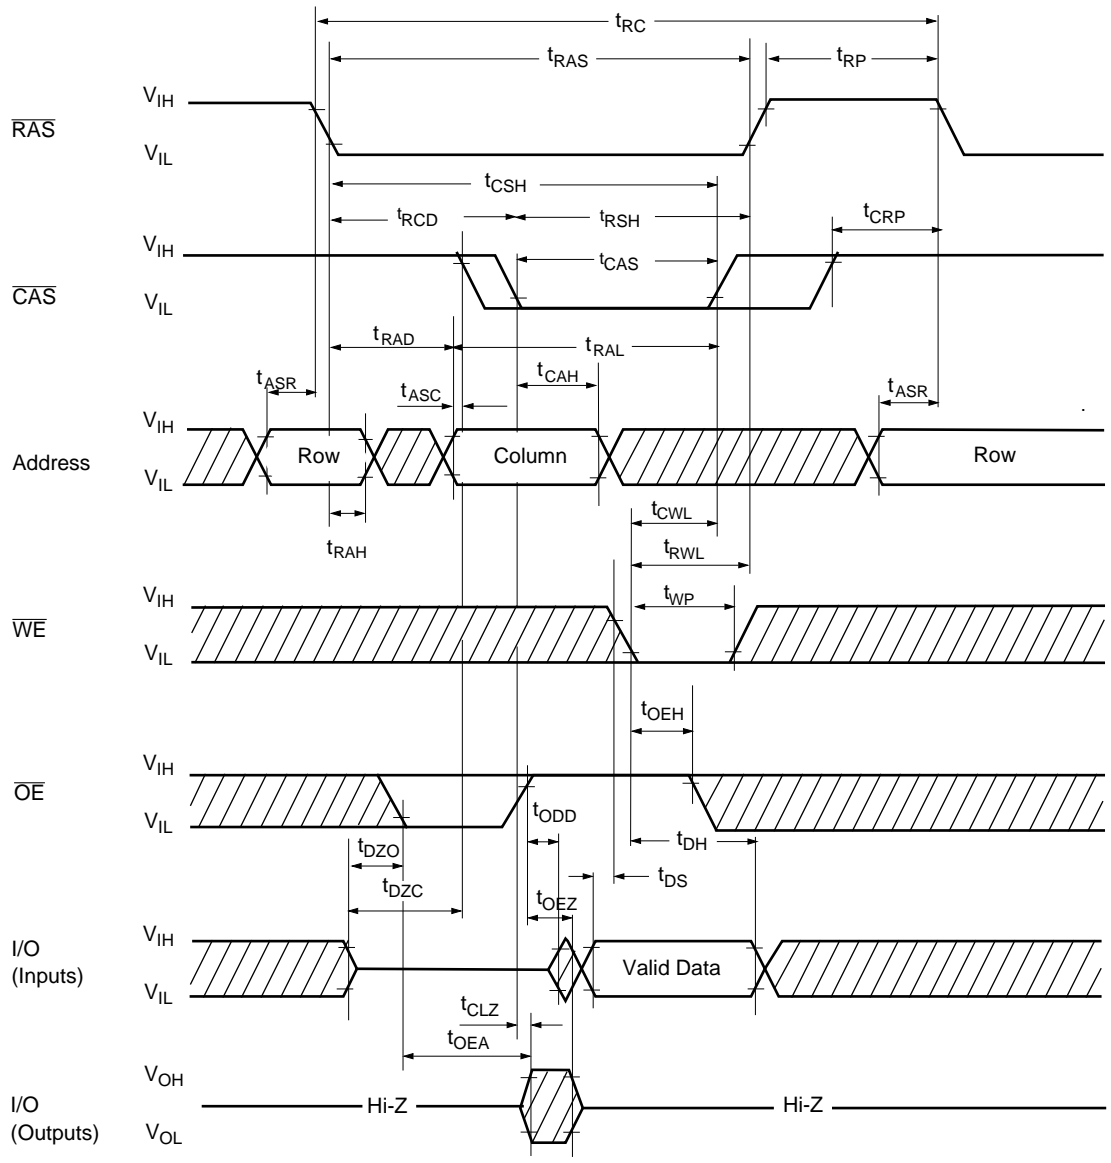 tRC
tRAS tRP
VIH
RAS
VIL
tCSH
tRCD tRSH tCRP
VIH
tCAS
CAS
VIL
tRAD tRAL
tASR tASC tCAH tASR
VIH
Address Row Column Row
VIL
tCWL
tRAH tRWL
VIH tWP
WE
VIL
tOEH
VIH
OE
tODD
VIL
tDZO tDH
tDZC tDS
tOEZ
VIH
I/O
(Inputs) Valid Data
VIL
tCLZ
tOEA
VOH
I/O Hi-Z Hi-Z
(Outputs)
VOL